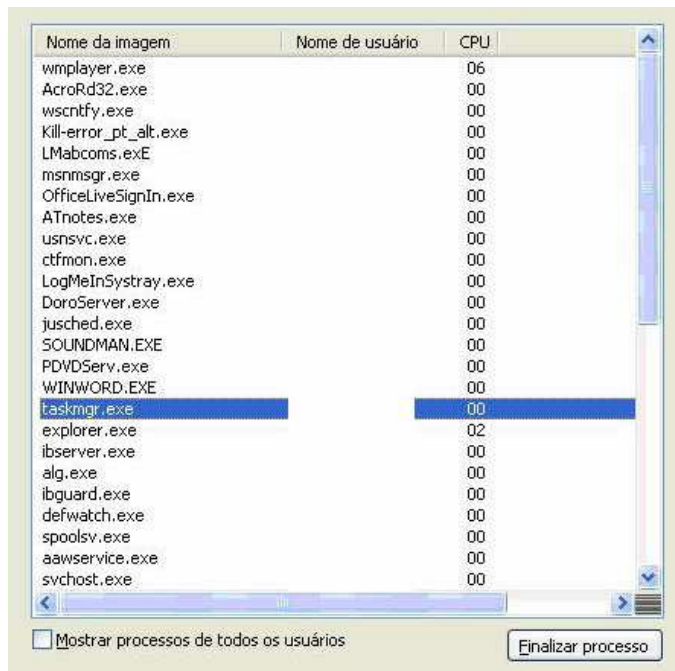 Nome da imagem Nome de usuário CPU
wmplayer.exe 06
AcroRd32.exe 00
wscntfy.exe 00
Kill-error_pt_alt.exe 00
LMabcoms.exE 00
msnmsgr.exe 00
OfficeLiveSignIn.exe 00
ATnotes.exe 00
usnsvc.exe 00
ctfmon.exe 00
LogMeInSystray.exe 00
DoroServer.exe 00
jusched.exe 00
SOUNDMAN.EXE 00
PDVDServ.exe 00
WINWORD.EXE 00
taskmgr.exe 00
explorer.exe 02
ibserver.exe 00
alg.exe 00
ibguard.exe 00
defwatch.exe 00
spoolsv.exe 00
aawservice.exe 00
svchost.exe 00
Mostrar processos de todos os usuários Finalizar processo